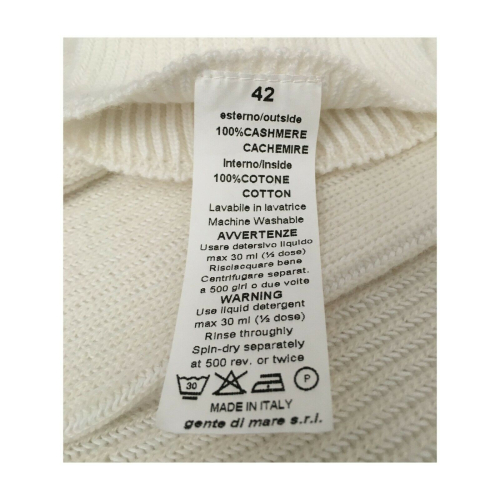 42
esterno/outside
100%CASHMERE
CACHEMIRE
Interno/Inside
100%COTONE
COTTON
Lavabile in lavatrice
Machine Washable
AVVERTENZE
Usare detersivo liquido
max 30 ml (½ dose)
Risciacquare bene
Centrifugare separat.
a 500 giri o due volte
WARNING
Use liquid detergent
max 30 ml (½ dose)
Rinse throughly
Spin-dry separately
at 500 rev. or twice
30 P
MADE IN ITALY
gente di mare s.r.l.